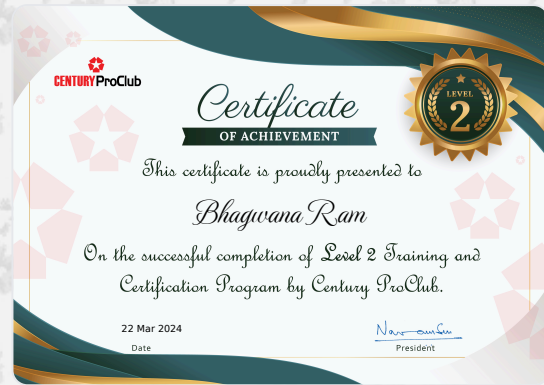 CENTURY ProClub
LEVEL
2
Certificate
OF ACHIEVEMENT
This certificate is proudly presented to
Bhagwana Ram
On the successful completion of Level 2 Training and
Certification Program by Century ProClub.
22 Mar 2024
Date
President